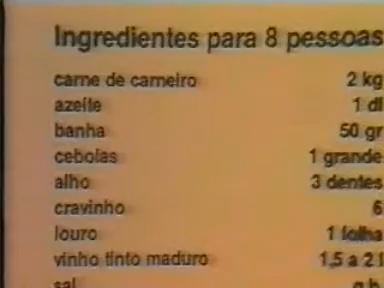 Ingredientes para 8 pessoas
carne de carneiro 2 kg
azeite 1 dl
banha 50 gr
cebolas 1 grande
alho 3 dentes
cravinho 6
louro 1 folha
vinho tinto maduro 1,5 a 2 l
sal q.b.